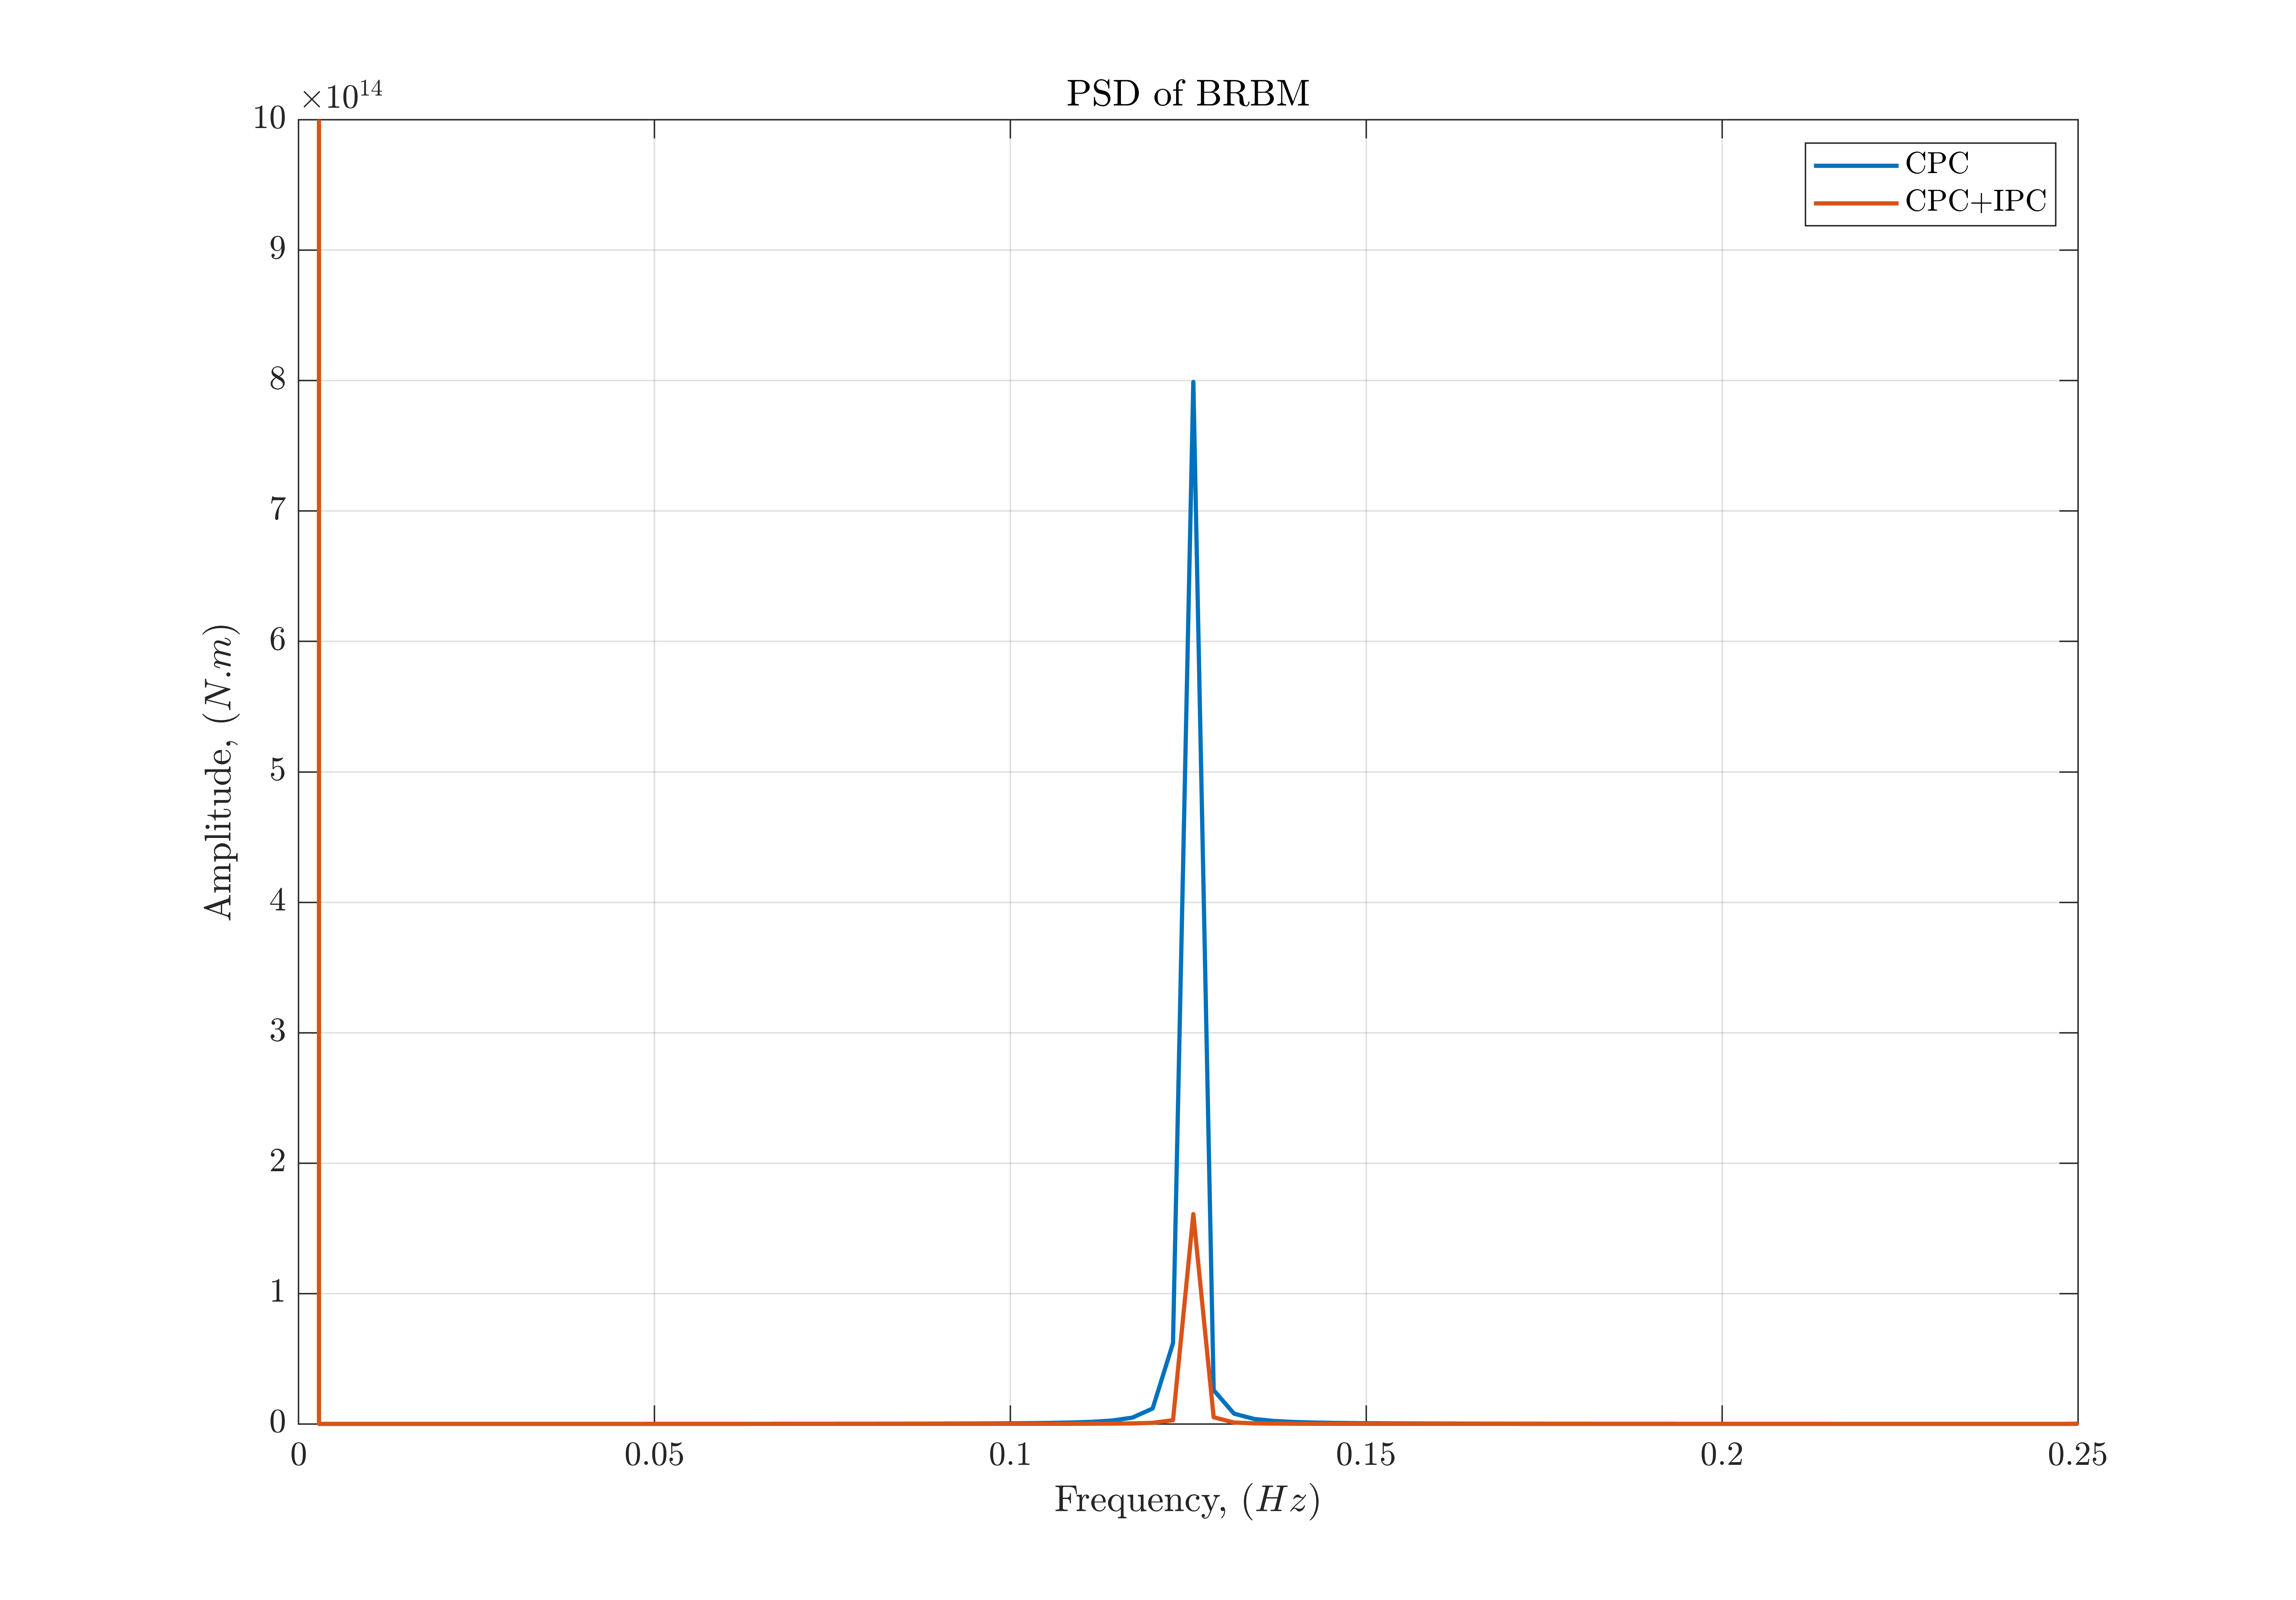 PSD of BRBM
×10^14
10
9
8
7
6
5
4
3
2
1
0
0 0.05 0.1 0.15 0.2 0.25
Amplitude, (N.m)
Frequency, (Hz)
CPC
CPC+IPC